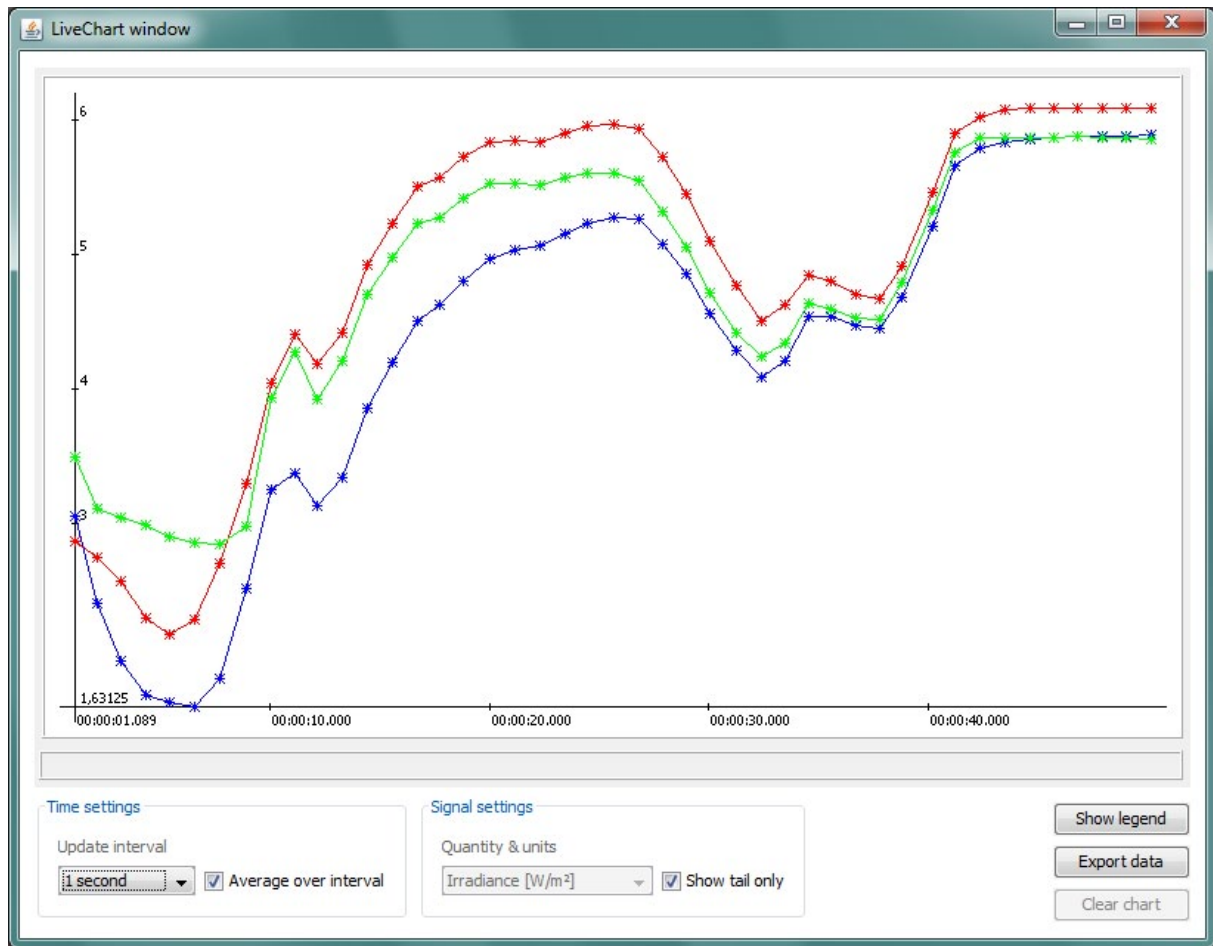 LiveChart window
6
5
4
3
1,63125
00:00:01.089 00:00:10.000 00:00:20.000 00:00:30.000 00:00:40.000
Time settings
Update interval
1 second Average over interval
Signal settings
Quantity & units
Irradiance [W/m²] Show tail only
Show legend
Export data
Clear chart